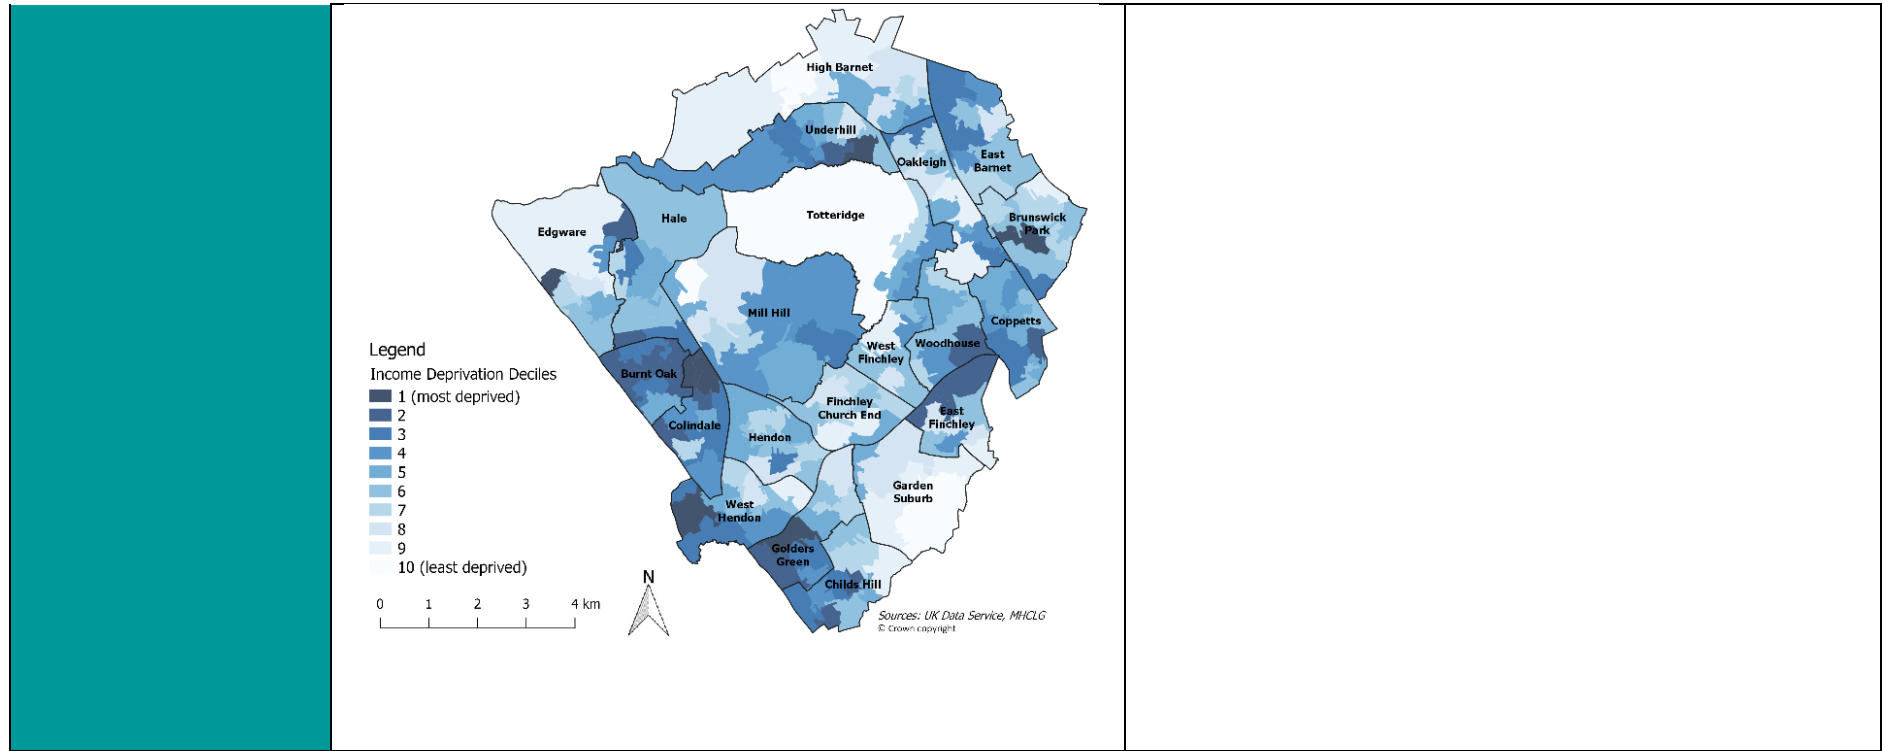 High Barnet
Underhill
Oakleigh
East
Barnet
Hale
Totteridge
Edgware
Brunswick
Park
Mill Hill
Coppetts
West
Finchley
Woodhouse
Burnt Oak
Finchley
Church End
East
Finchley
Colindale
Hendon
Garden
Suburb
West
Hendon
Golders
Green
Childs Hill
Legend
Income Deprivation Deciles
1 (most deprived)
2
3
4
5
6
7
8
9
10 (least deprived)
0 1 2 3 4 km
N
Sources: UK Data Service, MHCLG
© Crown copyright